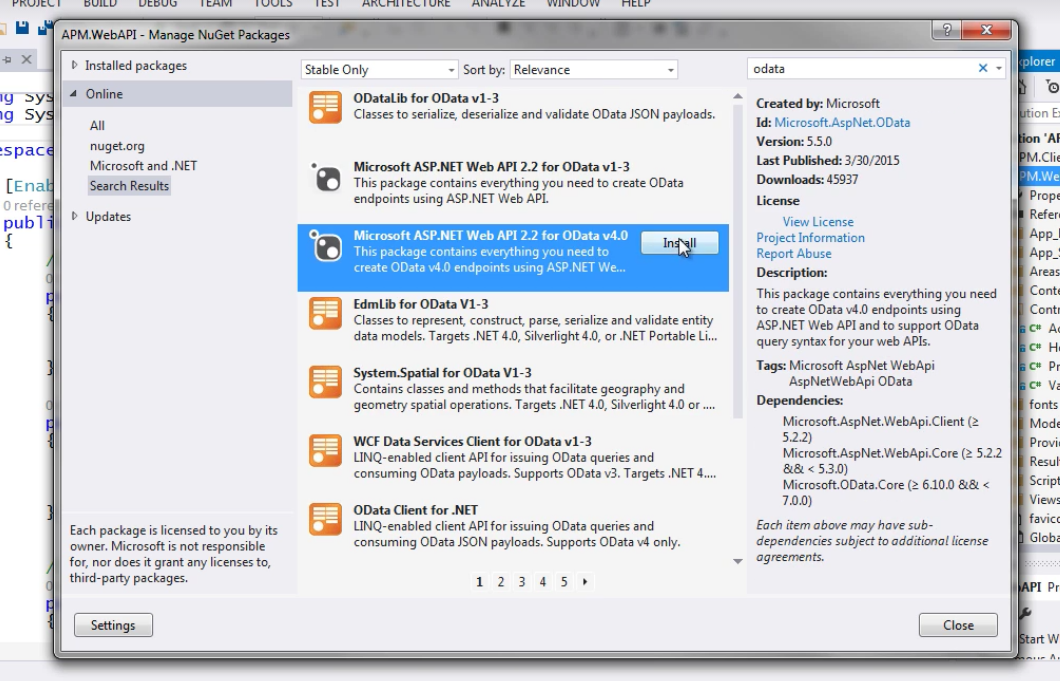 PROJECT BUILD DEBUG TEAM TOOLS TEST ARCHITECTURE ANALYZE WINDOW HELP
APM.WebAPI - Manage NuGet Packages
Installed packages
Online
All
nuget.org
Microsoft and .NET
Search Results
Updates
Each package is licensed to you by its
owner. Microsoft is not responsible
for, nor does it grant any licenses to,
third-party packages.
Settings
Stable Only
Sort by: Relevance
ODataLib for OData v1-3
Classes to serialize, deserialize and validate OData JSON payloads.
Microsoft ASP.NET Web API 2.2 for OData v1-3
This package contains everything you need to create OData
endpoints using ASP.NET Web API.
Microsoft ASP.NET Web API 2.2 for OData v4.0
This package contains everything you need to
create OData v4.0 endpoints using ASP.NET We...
Install
EdmLib for OData V1-3
Classes to represent, construct, parse, serialize and validate entity
data models. Targets .NET 4.0, Silverlight 4.0, or .NET Portable Li...
System.Spatial for OData V1-3
Contains classes and methods that facilitate geography and
geometry spatial operations. Targets .NET 4.0, Silverlight 4.0 or ....
WCF Data Services Client for OData v1-3
LINQ-enabled client API for issuing OData queries and
consuming OData payloads. Supports OData v3. Targets .NET 4....
OData Client for .NET
LINQ-enabled client API for issuing OData queries and
consuming OData JSON payloads. Supports OData v4 only.
1 2 3 4 5
odata
Created by: Microsoft
Id: Microsoft.AspNet.OData
Version: 5.5.0
Last Published: 3/30/2015
Downloads: 45937
License
View License
Project Information
Report Abuse
Description:
This package contains everything you need
to create OData v4.0 endpoints using
ASP.NET Web API and to support OData
query syntax for your web APIs.
Tags: Microsoft AspNet WebApi
AspNetWebApi OData
Dependencies:
Microsoft.AspNet.WebApi.Client (≥
5.2.2)
Microsoft.AspNet.WebApi.Core (≥ 5.2.2
&& < 5.3.0)
Microsoft.OData.Core (≥ 6.10.0 && <
7.0.0)
Each item above may have sub-
dependencies subject to additional license
agreements.
Close